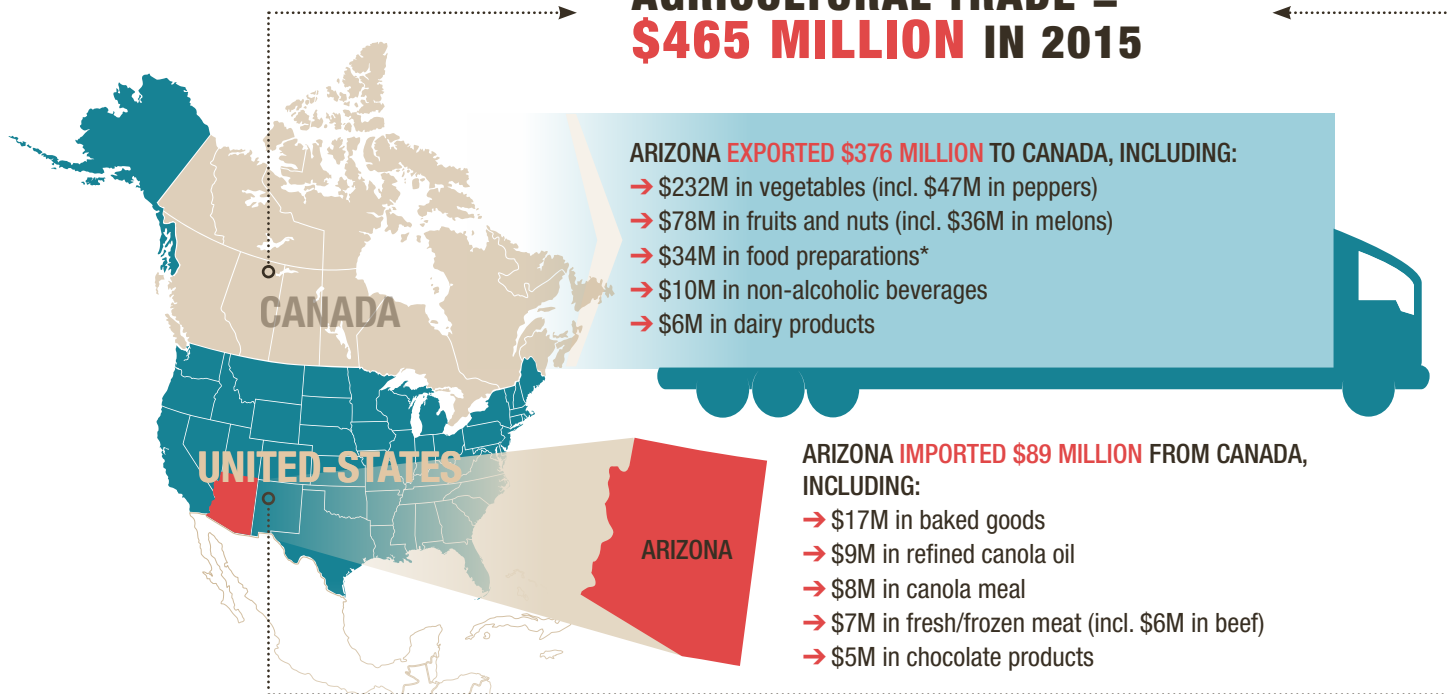 AGRICULTURAL TRADE =
$465 MILLION IN 2015
ARIZONA EXPORTED $376 MILLION TO CANADA, INCLUDING:
➔ $232M in vegetables (incl. $47M in peppers)
➔ $78M in fruits and nuts (incl. $36M in melons)
➔ $34M in food preparations*
➔ $10M in non-alcoholic beverages
➔ $6M in dairy products
CANADA
UNITED-STATES
ARIZONA
ARIZONA IMPORTED $89 MILLION FROM CANADA,
INCLUDING:
➔ $17M in baked goods
➔ $9M in refined canola oil
➔ $8M in canola meal
➔ $7M in fresh/frozen meat (incl. $6M in beef)
➔ $5M in chocolate products